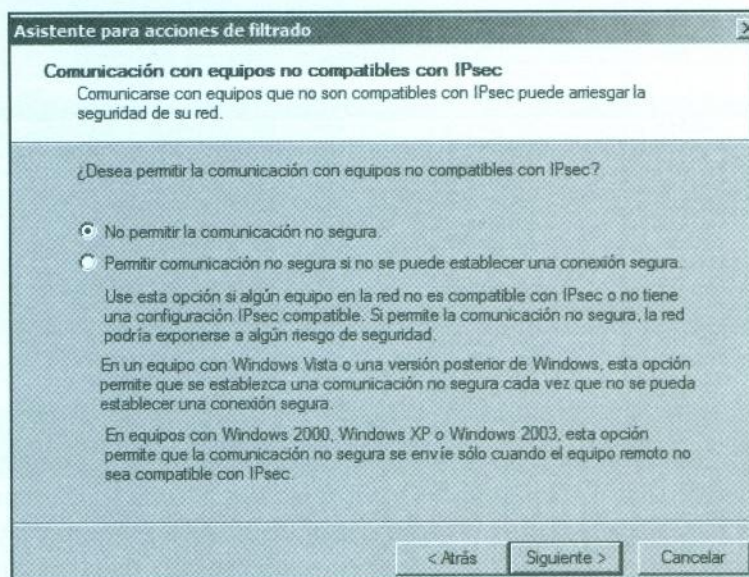 Asistente para acciones de filtrado
Comunicación con equipos no compatibles con IPsec
Comunicarse con equipos que no son compatibles con IPsec puede arriesgar la
seguridad de su red.
¿Desea permitir la comunicación con equipos no compatibles con IPsec?
No permitir la comunicación no segura.
Permitir comunicación no segura si no se puede establecer una conexión segura.
Use esta opción si algún equipo en la red no es compatible con IPsec o no tiene
una configuración IPsec compatible. Si permite la comunicación no segura, la red
podría exponerse a algún riesgo de seguridad.
En un equipo con Windows Vista o una versión posterior de Windows, esta opción
permite que se establezca una comunicación no segura cada vez que no se pueda
establecer una conexión segura.
En equipos con Windows 2000, Windows XP o Windows 2003, esta opción
permite que la comunicación no segura se envíe sólo cuando el equipo remoto no
sea compatible con IPsec.
< Atrás
Siguiente >
Cancelar